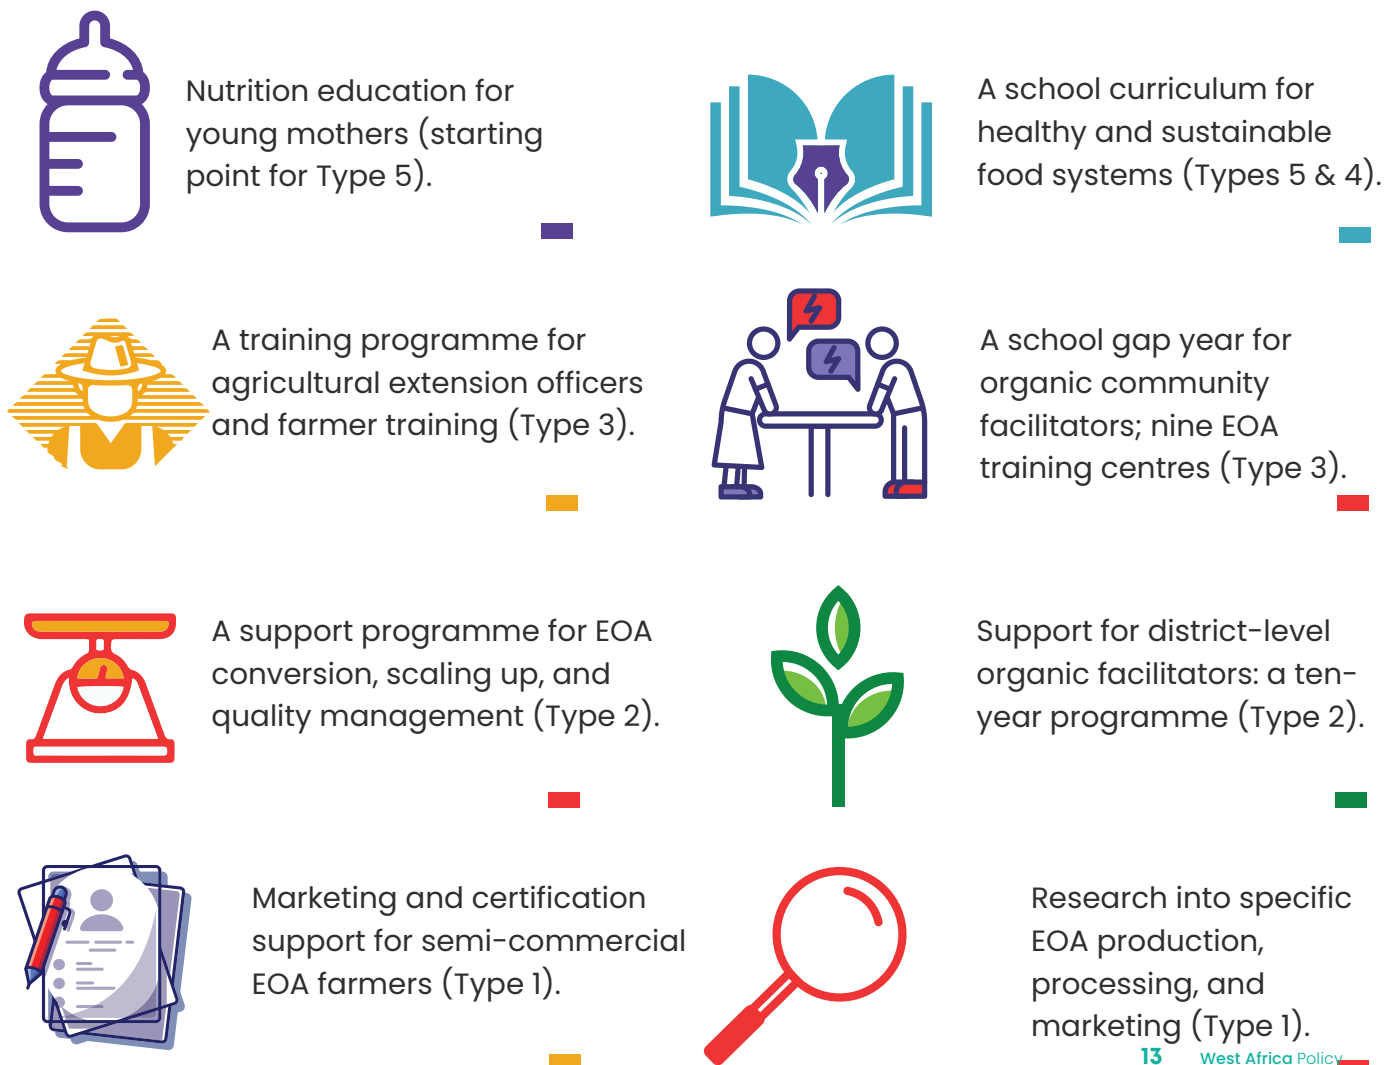 Nutrition education for
young mothers (starting
point for Type 5).
A school curriculum for
healthy and sustainable
food systems (Types 5 & 4).
A training programme for
agricultural extension officers
and farmer training (Type 3).
A school gap year for
organic community
facilitators; nine EOA
training centres (Type 3).
A support programme for EOA
conversion, scaling up, and
quality management (Type 2).
Support for district-level
organic facilitators: a ten-
year programme (Type 2).
Marketing and certification
support for semi-commercial
EOA farmers (Type 1).
Research into specific
EOA production,
processing, and
marketing (Type 1).
13 West Africa Policy